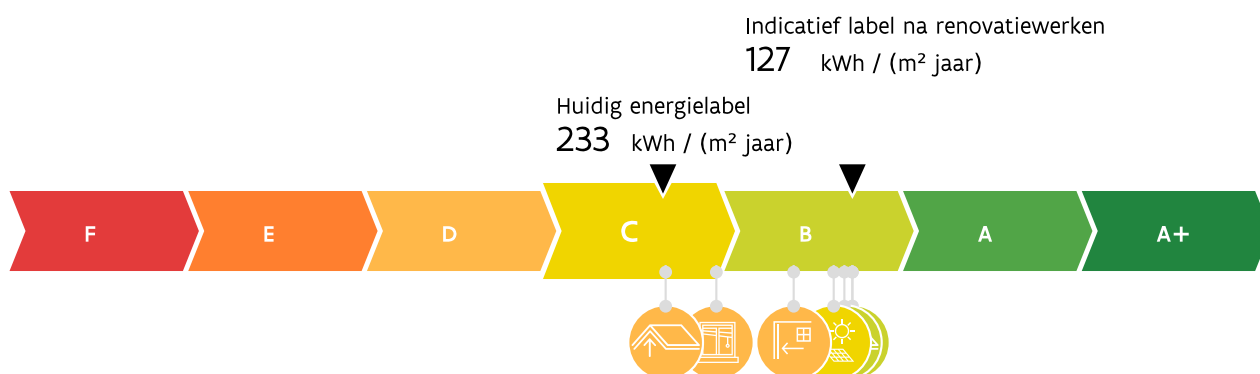 Indicatief label na renovatiewerken
127 kWh / (m² jaar)
Huidig energielabel
233 kWh / (m² jaar)
F E D C B A A+